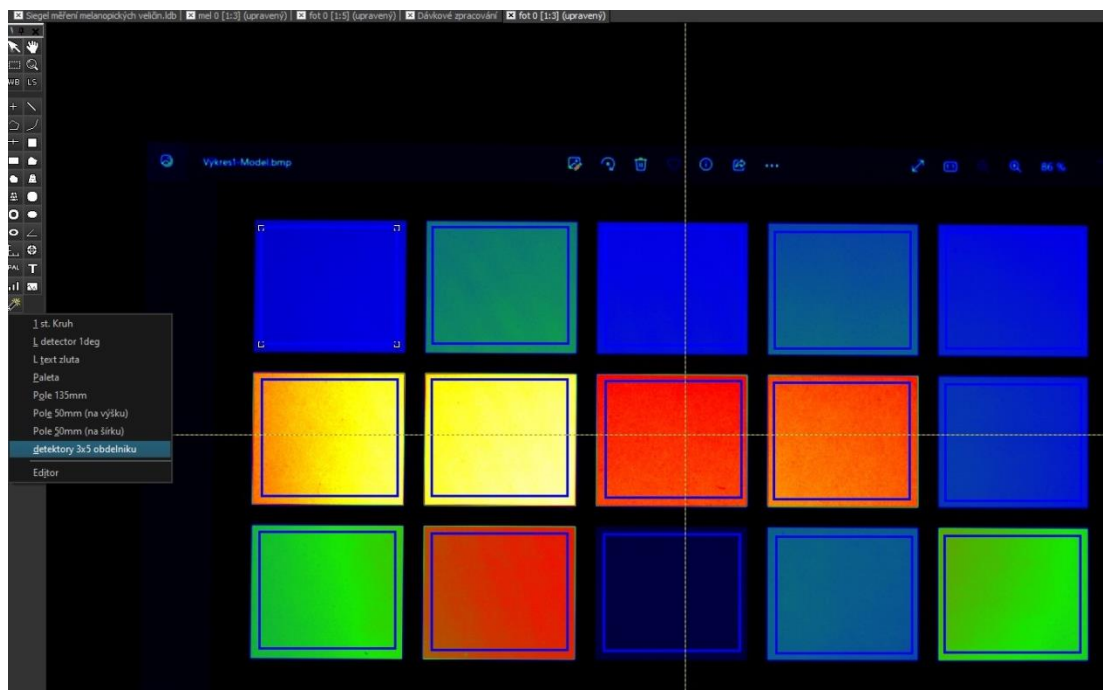 Siegel měření melanopických veličin.ldb | mel 0 [1:3] (upravený) | fot 0 [1:5] (upravený) | Dávkové zpracování | fot 0 [1:3] (upravený)
WB LS
Vykres1-Model.bmp 86 %
PAL T
1 st. Kruh
L detector 1deg
L text zluta
Paleta
Pole 135mm
Pole 50mm (na výšku)
Pole 50mm (na šířku)
detektory 3x5 obdelniku
Editor